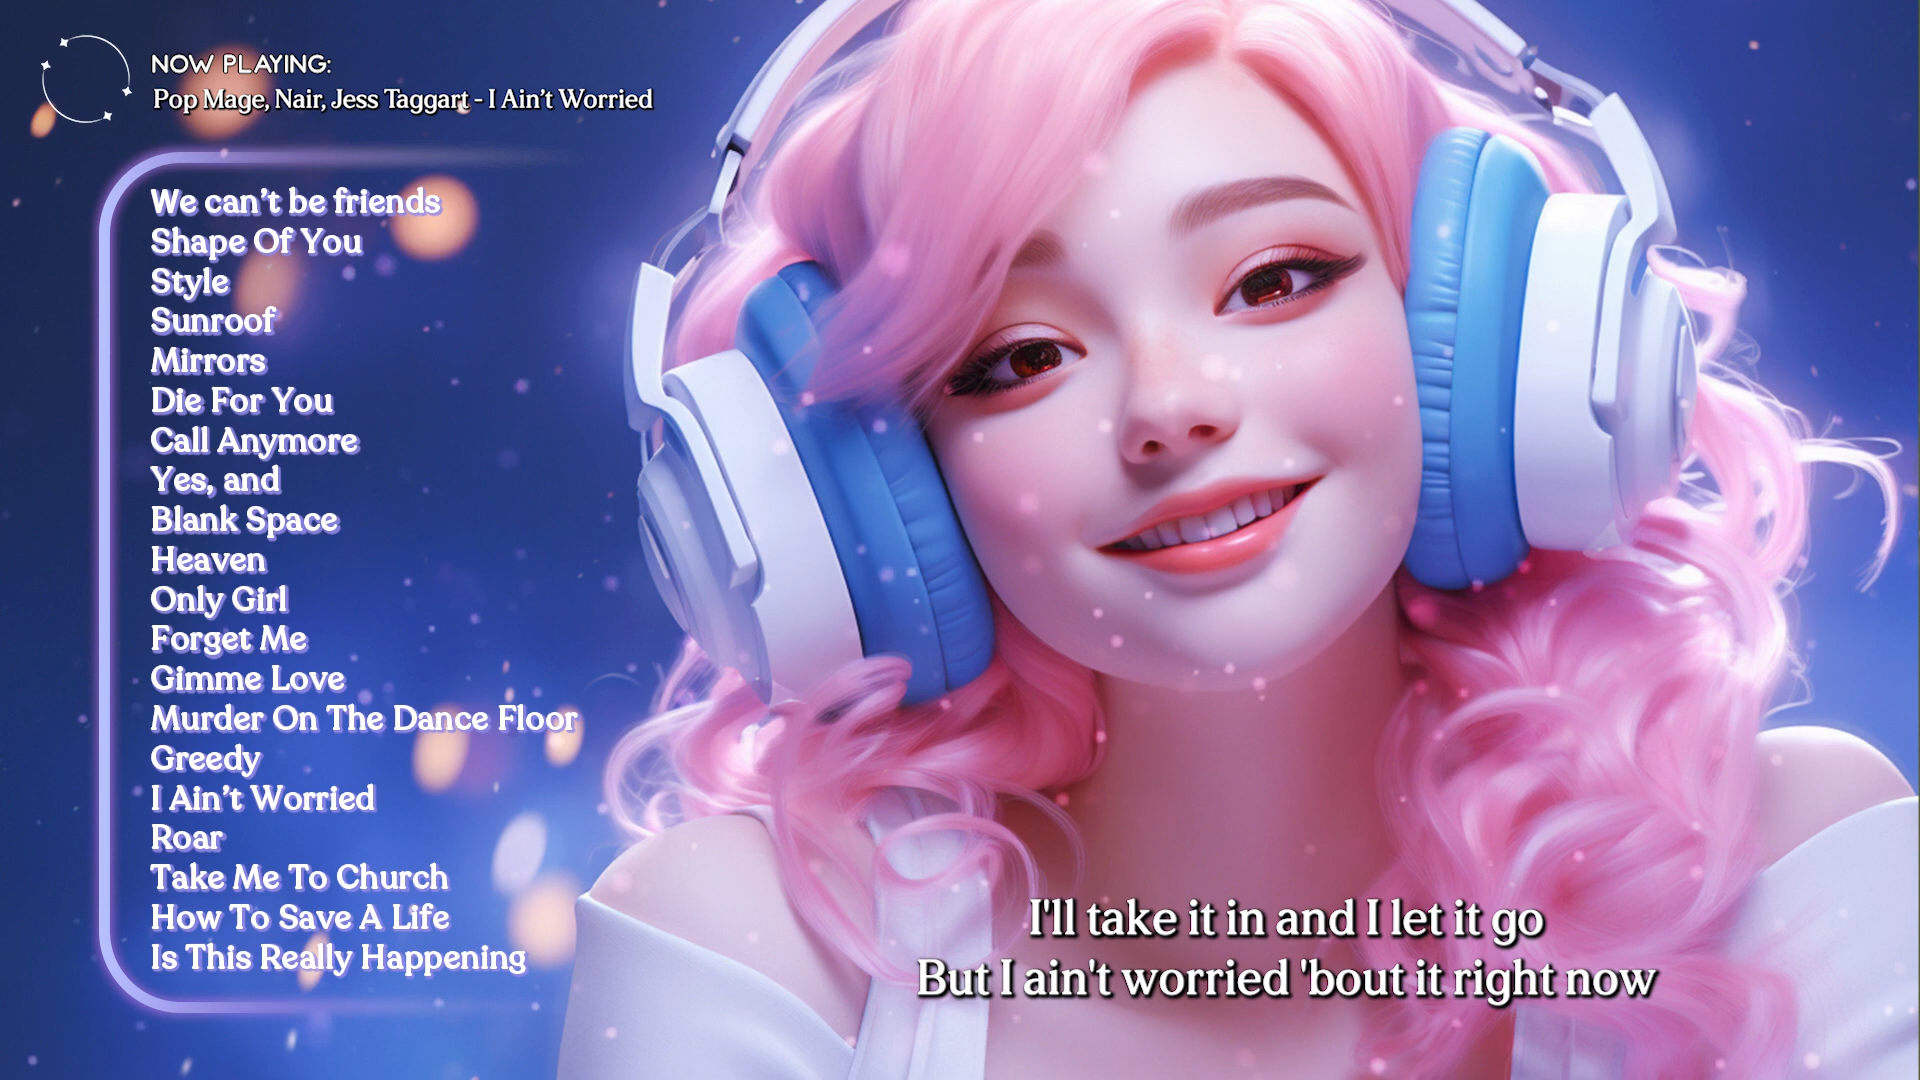 NOW PLAYING:
Pop Mage, Nair, Jess Taggart - I Ain't Worried
We can't be friends
Shape Of You
Style
Sunroof
Mirrors
Die For You
Call Anymore
Yes, and
Blank Space
Heaven
Only Girl
Forget Me
Gimme Love
Murder On The Dance Floor
Greedy
I Ain't Worried
Roar
Take Me To Church
How To Save A Life
Is This Really Happening
I'll take it in and I let it go
But I ain't worried 'bout it right now